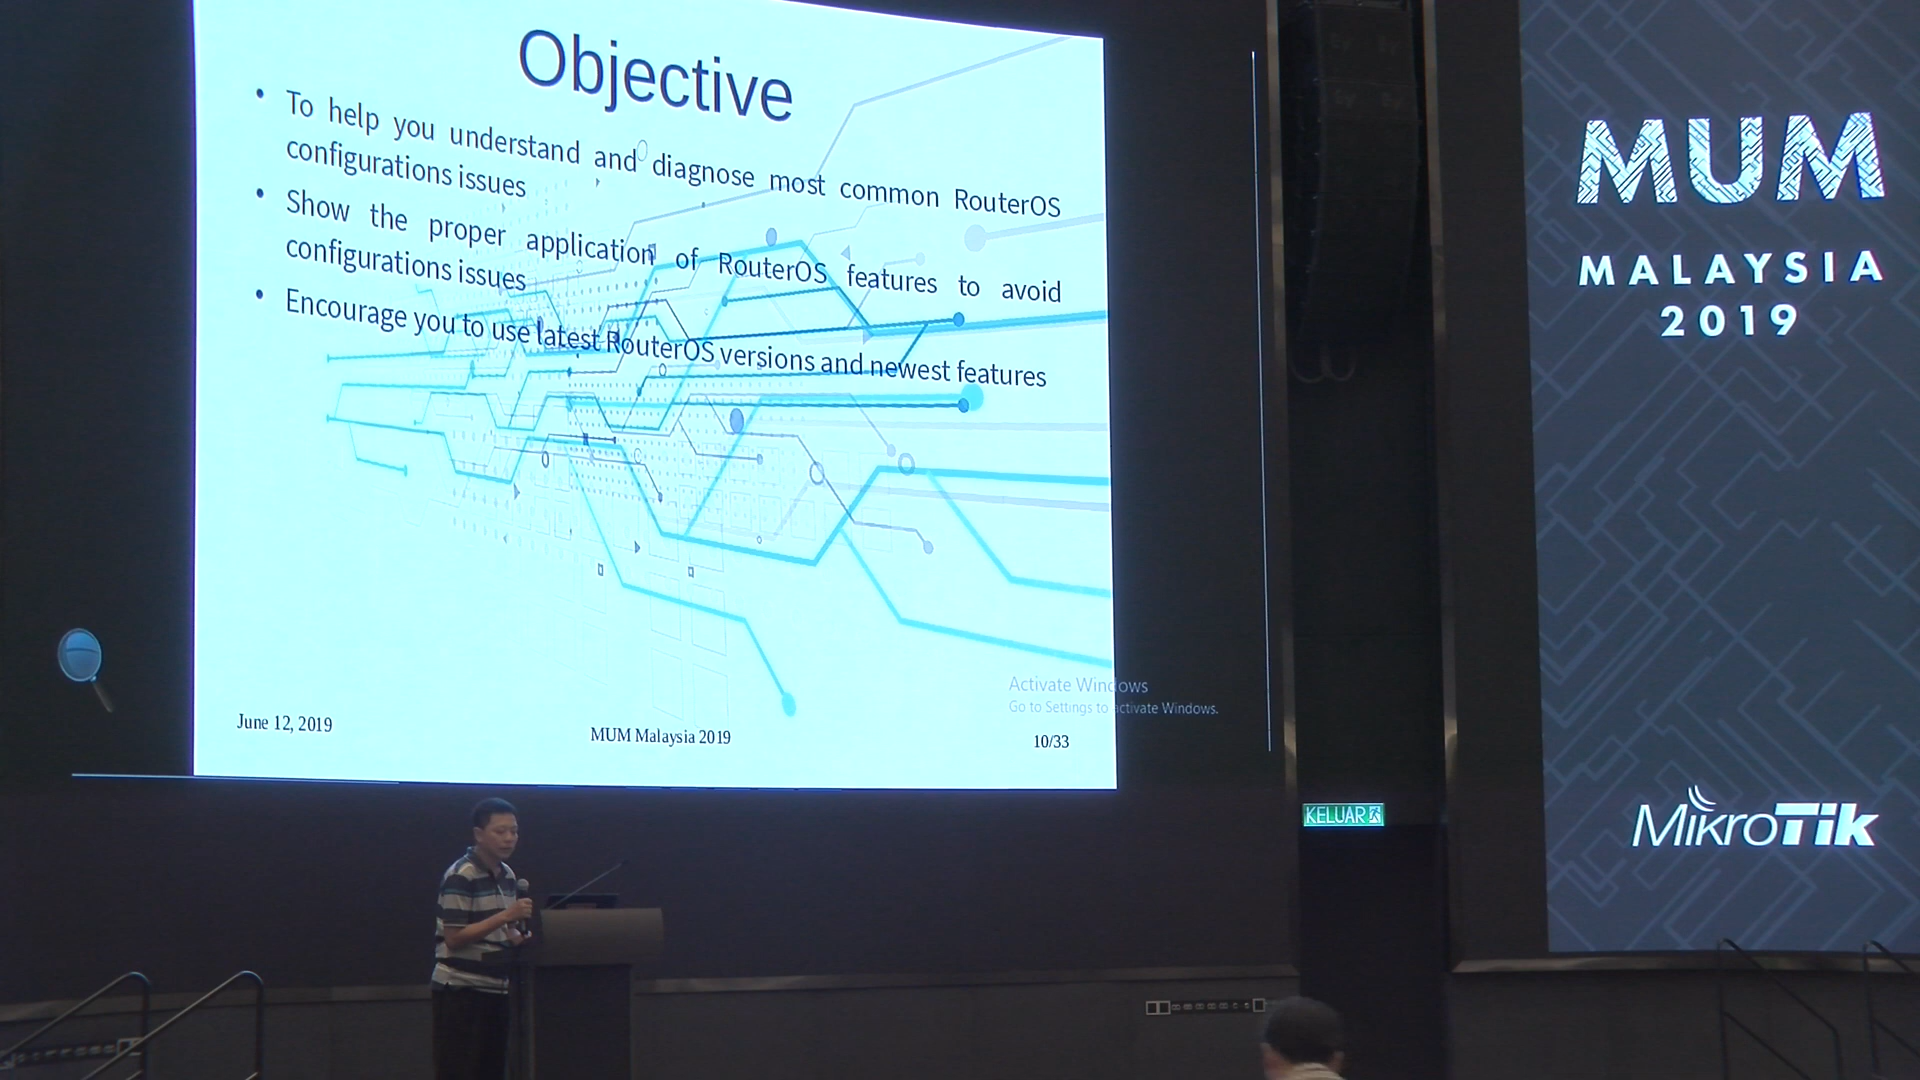 Objective
• To help you understand and diagnose most common RouterOS
configurations issues
• Show the proper application of RouterOS features to avoid
configurations issues
• Encourage you to use latest RouterOS versions and newest features
Activate Windows
Go to Settings to activate Windows.
June 12, 2019
MUM Malaysia 2019
10/33
MUM
MALAYSIA
2019
KELUAR
MikroTik